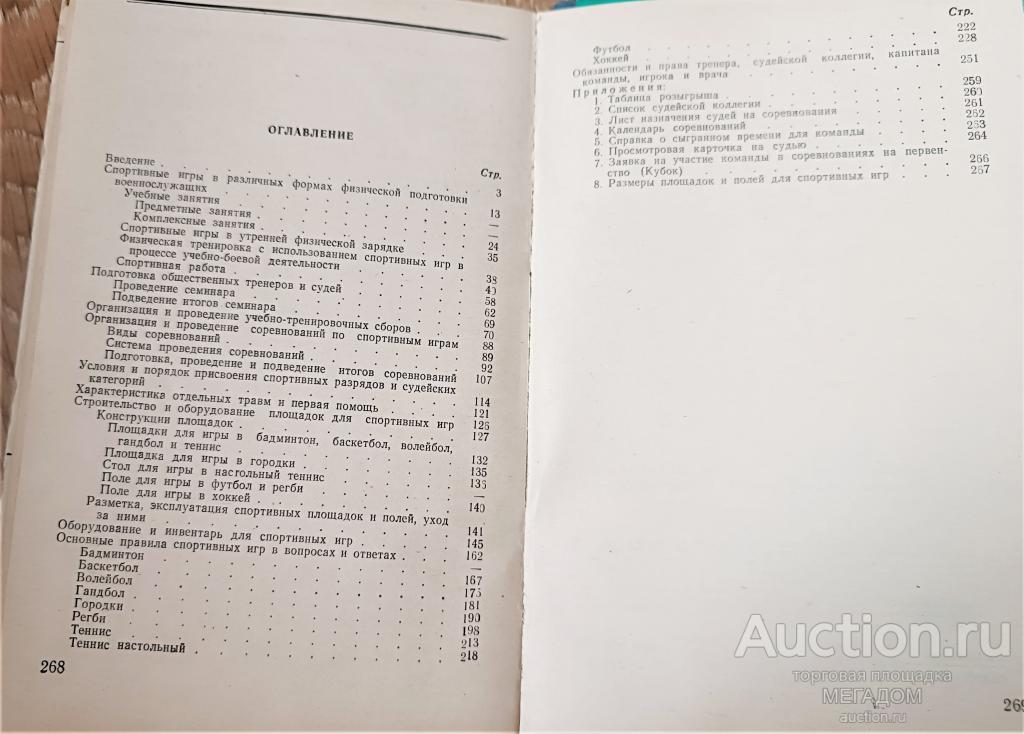 ОГЛАВЛЕНИЕ
Стр.
Введение . . . . . . . . . . 3
Спортивные игры в различных формах физической подготовки
военнослужащих . . . . . . . . . . 13
Учебные занятия . . . . . . . . . . —
Предметные занятия . . . . . . . . . . —
Комплексные занятия . . . . . . . . . . 24
Спортивные игры в утренней физической зарядке . . . . 35
Физическая тренировка с использованием спортивных игр в
процессе учебно-боевой деятельности . . . . . . . 38
Спортивная работа . . . . . . . . . . 40
Подготовка общественных тренеров и судей . . . . . . 58
Проведение семинара . . . . . . . . . . 62
Подведение итогов семинара . . . . . . . . 69
Организация и проведение учебно-тренировочных сборов . . . 70
Организация и проведение соревнований по спортивным играм 88
Виды соревнований . . . . . . . . . . 89
Система проведения соревнований . . . . . . . 92
Подготовка, проведение и подведение итогов соревнований 107
Условия и порядок присвоения спортивных разрядов и судейских
категорий . . . . . . . . . . 114
Характеристика отдельных травм и первая помощь . . . . 121
Строительство и оборудование площадок для спортивных игр 126
Конструкции площадок . . . . . . . . . . 127
Площадки для игры в бадминтон, баскетбол, волейбол,
гандбол и теннис . . . . . . . . . . 132
Площадка для игры в городки . . . . . . . . 135
Стол для игры в настольный теннис . . . . . . 136
Поле для игры в футбол и регби . . . . . . . —
Поле для игры в хоккей . . . . . . . . . 140
Разметка, эксплуатация спортивных площадок и полей, уход
за ними . . . . . . . . . . 141
Оборудование и инвентарь для спортивных игр . . . . . 145
Основные правила спортивных игр в вопросах и ответах . . . 162
Бадминтон . . . . . . . . . . —
Баскетбол . . . . . . . . . . 167
Волейбол . . . . . . . . . . 175
Гандбол . . . . . . . . . . 181
Городки . . . . . . . . . . 190
Регби . . . . . . . . . . 198
Теннис . . . . . . . . . . 213
Теннис настольный . . . . . . . . . . 218
268
Стр.
Футбол . . . . . . . . . . 222
Хоккей . . . . . . . . . . 228
Обязанности и права тренера, судейской коллегии, капитана
команды, игрока и врача . . . . . . . . 251
Приложения:
1. Таблица розыгрыша . . . . . . . . 259
2. Список судейской коллегии . . . . . . . 260
3. Лист назначения судей на соревнования . . . . 261
4. Календарь соревнований . . . . . . . . 262
5. Справка о сыгранном времени для команды . . . . 263
6. Просмотровая карточка на судью . . . . . . 264
7. Заявка на участие команды в соревнованиях на первен-
ство (Кубок) . . . . . . . . 266
8. Размеры площадок и полей для спортивных игр . . . 267
269
Auction.ru
торговая площадка
МЕГАДОМ
auction.ru